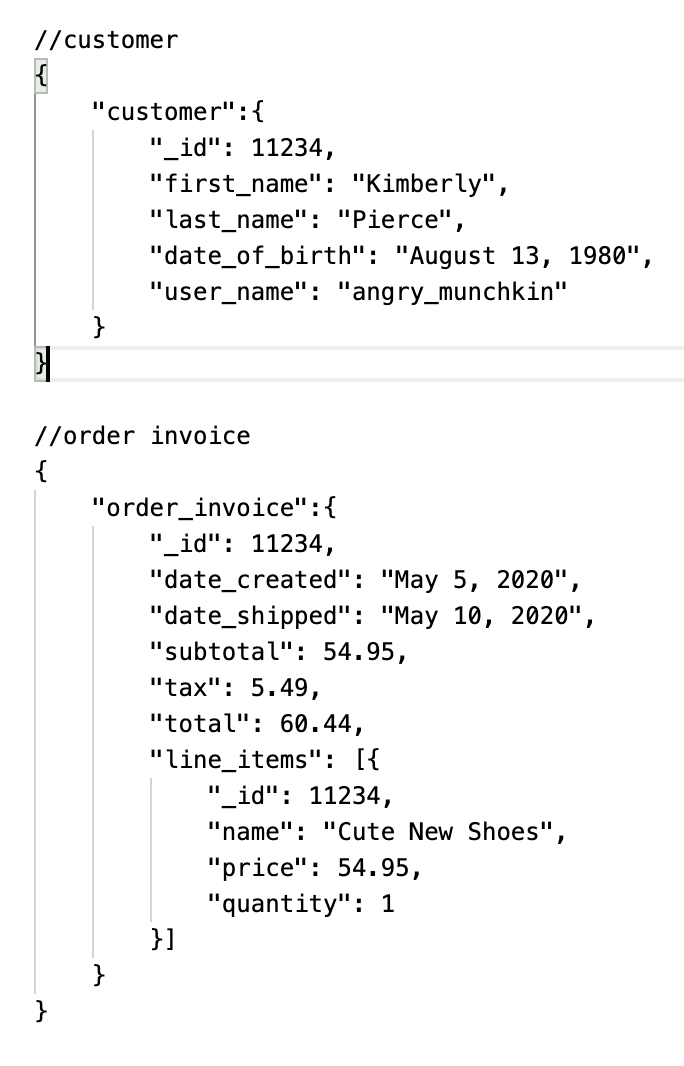 //customer
{
    "customer":{
        "_id": 11234,
        "first_name": "Kimberly",
        "last_name": "Pierce",
        "date_of_birth": "August 13, 1980",
        "user_name": "angry_munchkin"
    }
}

//order invoice
{
    "order_invoice":{
        "_id": 11234,
        "date_created": "May 5, 2020",
        "date_shipped": "May 10, 2020",
        "subtotal": 54.95,
        "tax": 5.49,
        "total": 60.44,
        "line_items": [{
            "_id": 11234,
            "name": "Cute New Shoes",
            "price": 54.95,
            "quantity": 1
        }]
    }
}